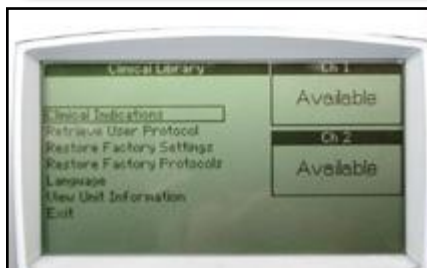 Clinical Library
Clinical Indications
Retrieve User Protocol
Restore Factory Settings
Restore Factory Protocols
Language
View Unit Information
Exit
Ch 1
Available
Ch 2
Available